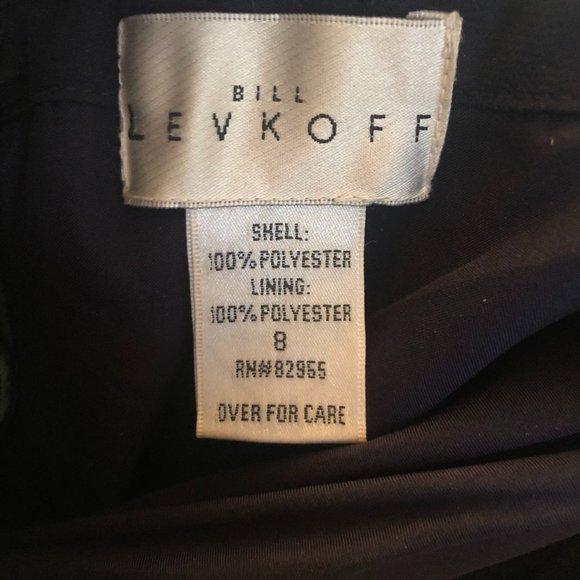 BILL
LEVKOFF
SHELL:
100% POLYESTER
LINING:
100% POLYESTER
8
RN#82955
OVER FOR CARE